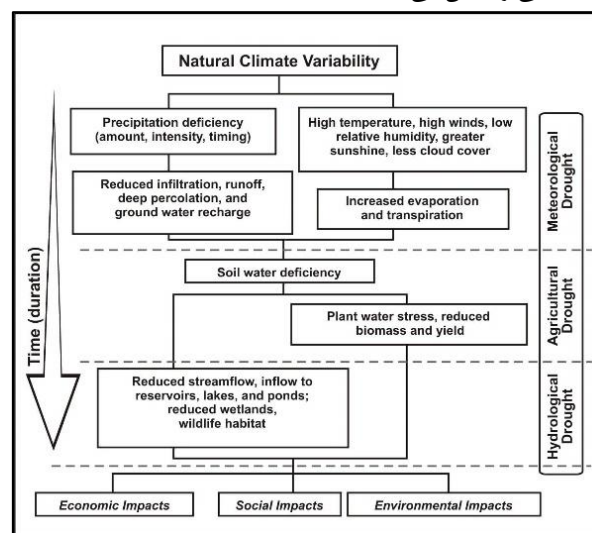 Natural Climate Variability
Precipitation deficiency
(amount, intensity, timing)
High temperature, high winds, low
relative humidity, greater
sunshine, less cloud cover
Reduced infiltration, runoff,
deep percolation, and
ground water recharge
Increased evaporation
and transpiration
Meteorological
Drought
Time (duration)
Soil water deficiency
Plant water stress, reduced
biomass and yield
Agricultural
Drought
Reduced streamflow, inflow to
reservoirs, lakes, and ponds;
reduced wetlands,
wildlife habitat
Hydrological
Drought
Economic Impacts
Social Impacts
Environmental Impacts